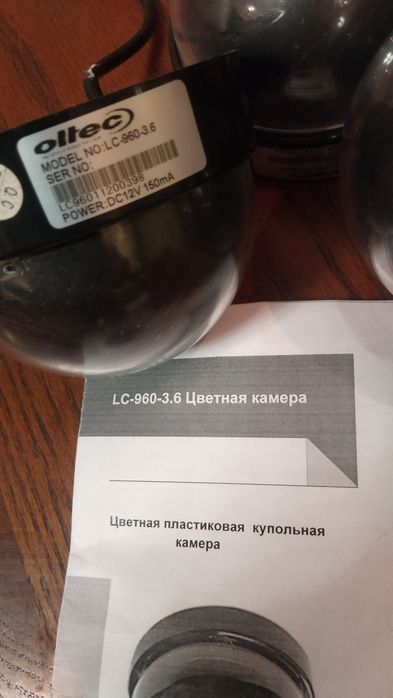 oltec
MODEL NO:LC-960-3.6
SER NO:
LC96011200398
POWER:DC12V 150mA
LC-960-3.6 Цветная камера
Цветная пластиковая купольная
камера